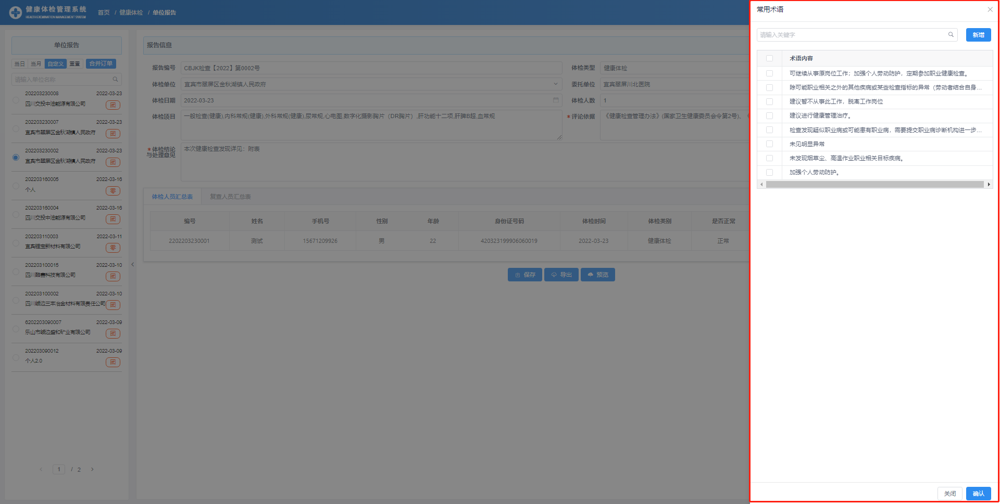 健康体检管理系统
HEALTH EXOMINATION MANAGEMENT SYSTEM
首页 / 健康体检 / 单位报告
单位报告
当日 当月 自定义 重置 合并订单
请输入单位名称
202203230008 2022-03-23
四川交投中油能源有限公司 团
202203230007 2022-03-23
宜宾市翠屏区金秋湖镇人民政府 团
202203230002 2022-03-23
宜宾市翠屏区金秋湖镇人民政府 团
202203160005 2022-03-16
个人 零
202203160004 2022-03-16
四川交投中油能源有限公司 团
202203110003 2022-03-11
宜宾锂宝新材料有限公司 零
202203100015 2022-03-10
四川酷赛科技有限公司 团
202203100002 2022-03-10
四川峨边三丰冶金材料有限责任公司 团
6202203090007 2022-03-09
乐山市峨边盛和矿业有限公司 团
202203090012 2022-03-09
个人2.0 团
1 / 2
报告信息
报告编号 CBJK检查【2022】第0002号 体检类型 健康体检
体检单位 宜宾市翠屏区金秋湖镇人民政府 委托单位 宜宾翠屏川北医院
体检日期 2022-03-23 体检人数 1
体检项目 一般检查(健康),内科常规(健康),外科常规(健康),尿常规,心电图,数字化摄影胸片（DR胸片）,肝功能十二项,肝脾B超,血常规 *评论依据 《健康检查管理办法》(国家卫生健康委员会令第2号)、《
*体检结论与处理意见 本次健康检查发现详见：附表
体检人员汇总表 复查人员汇总表
编号 姓名 手机号 性别 年龄 身份证号码 体检时间 体检类别 是否正常
2202203230001 测试 15671209926 男 22 420323199906060019 2022-03-23 健康体检 正常
保存 导出 预览
常用术语
请输入关键字 新增
术语内容
可继续从事原岗位工作；加强个人劳动防护，定期参加职业健康检查。
除可能职业相关之外的其他疾病或某些检查指标的异常（劳动者结合自身...
建议暂不从事此工作，脱离工作岗位
建议进行健康管理治疗。
检查发现疑似职业病或可能患有职业病，需要提交职业病诊断机构进一步...
未见明显异常
未发现烟草尘、高温作业职业相关目标疾病。
加强个人劳动防护。
关闭 确认